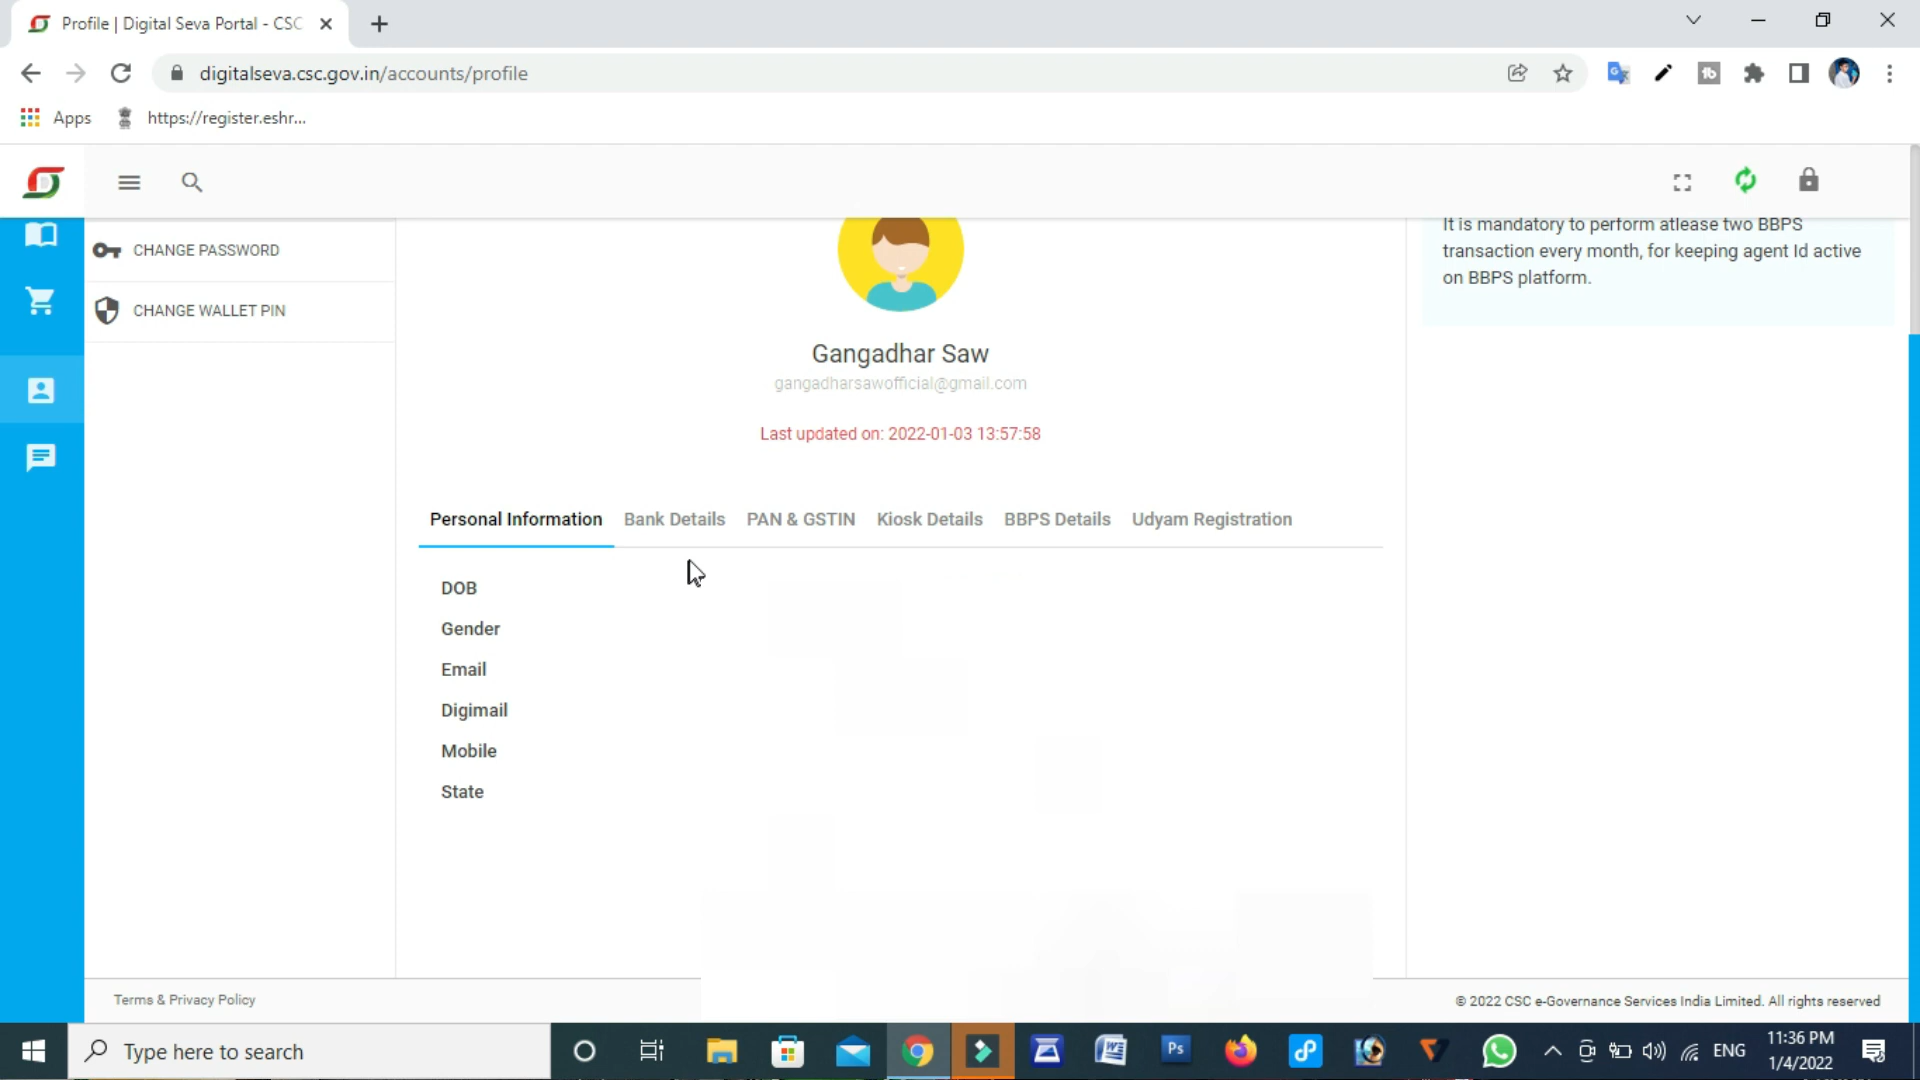 Profile | Digital Seva Portal - CSC
digitalseva.csc.gov.in/accounts/profile
Apps
https://register.eshr...
CHANGE PASSWORD
CHANGE WALLET PIN
Gangadhar Saw
gangadharsawofficial@gmail.com
Last updated on: 2022-01-03 13:57:58
It is mandatory to perform atlease two BBPS
transaction every month, for keeping agent Id active
on BBPS platform.
Personal Information Bank Details PAN & GSTIN Kiosk Details BBPS Details Udyam Registration
DOB
Gender
Email
Digimail
Mobile
State
Terms & Privacy Policy
© 2022 CSC e-Governance Services India Limited. All rights reserved
Type here to search
Ps
ENG
11:36 PM
1/4/2022